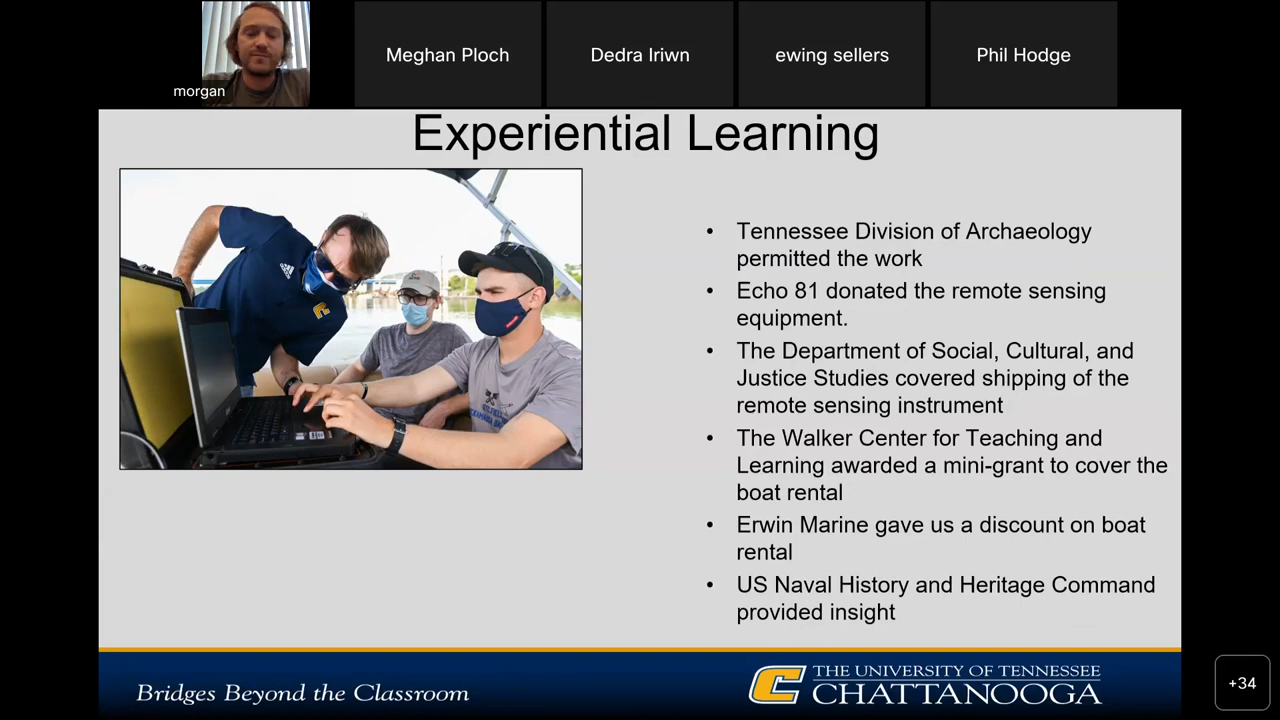 morgan
Meghan Ploch
Dedra Iriwn
ewing sellers
Phil Hodge
Experiential Learning
• Tennessee Division of Archaeology
permitted the work
• Echo 81 donated the remote sensing
equipment.
• The Department of Social, Cultural, and
Justice Studies covered shipping of the
remote sensing instrument
• The Walker Center for Teaching and
Learning awarded a mini-grant to cover the
boat rental
• Erwin Marine gave us a discount on boat
rental
• US Naval History and Heritage Command
provided insight
Bridges Beyond the Classroom
THE UNIVERSITY OF TENNESSEE
CHATTANOOGA
+34